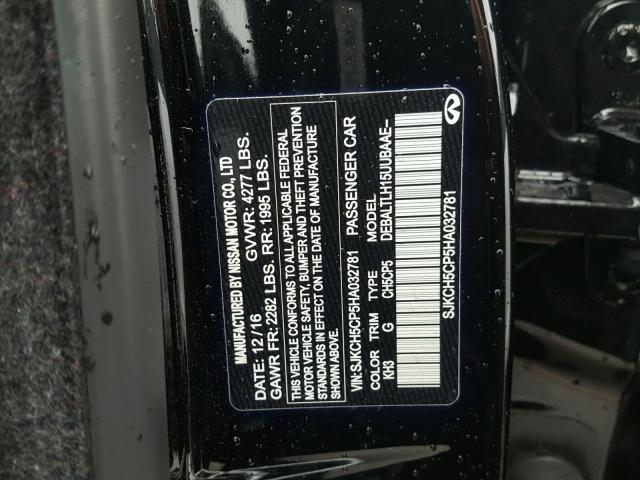 MANUFACTURED BY NISSAN MOTOR CO., LTD
DATE: 12/16 GVWR: 4277 LBS.
GAWR FR: 2282 LBS. RR: 1995 LBS.
THIS VEHICLE CONFORMS TO ALL APPLICABLE FEDERAL
MOTOR VEHICLE SAFETY, BUMPER AND THEFT PREVENTION
STANDARDS IN EFFECT ON THE DATE OF MANUFACTURE
SHOWN ABOVE.
VIN: SJKCH5CP5HA032781 PASSENGER CAR
COLOR TRIM TYPE MODEL
KH3 G CH5CP5 DEBALTLH15UUBAAE-
SJKCH5CP5HA032781